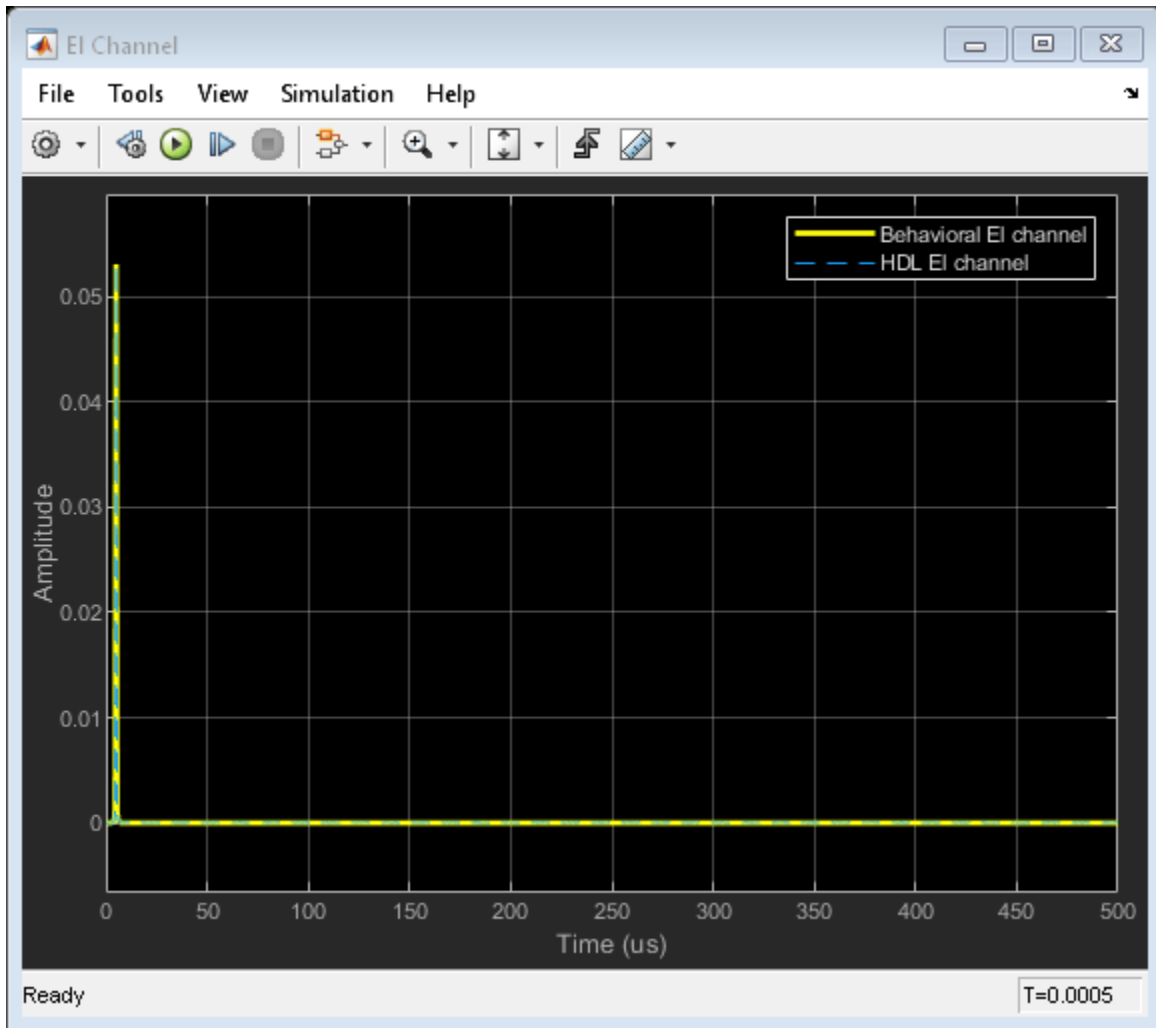 El Channel
File Tools View Simulation Help
Behavioral El channel
HDL El channel
0.05
0.04
0.03
0.02
0.01
0
Amplitude
0 50 100 150 200 250 300 350 400 450 500
Time (us)
Ready T=0.0005